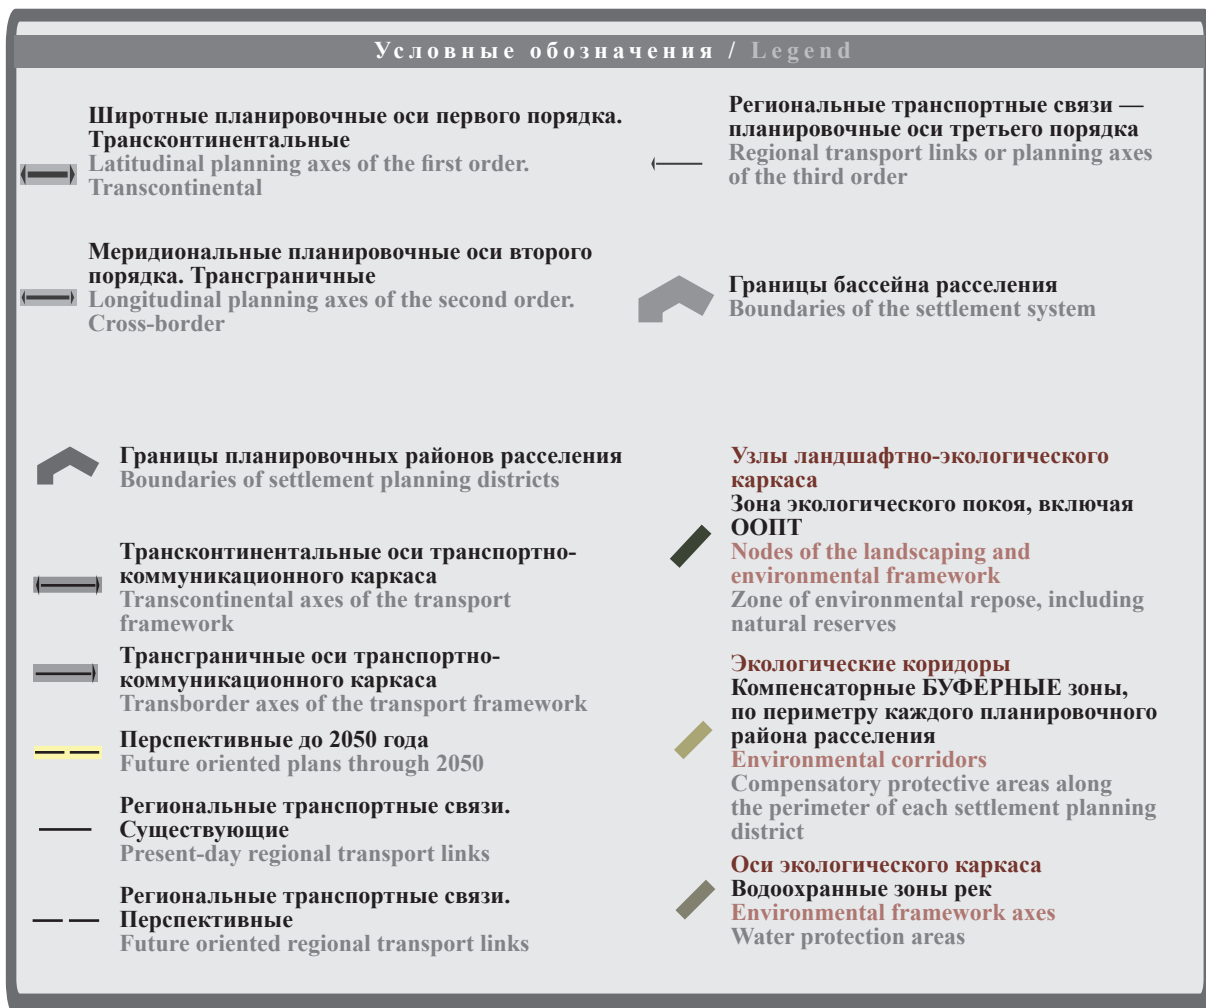 Условные обозначения / Legend
Широтные планировочные оси первого порядка.
Трансконтинентальные
Latitudinal planning axes of the first order.
Transcontinental
Меридиональные планировочные оси второго
порядка. Трансграничные
Longitudinal planning axes of the second order.
Cross-border
Региональные транспортные связи —
планировочные оси третьего порядка
Regional transport links or planning axes
of the third order
Границы бассейна расселения
Boundaries of the settlement system
Границы планировочных районов расселения
Boundaries of settlement planning districts
Трансконтинентальные оси транспортно-
коммуникационного каркаса
Transcontinental axes of the transport
framework
Трансграничные оси транспортно-
коммуникационного каркаса
Transborder axes of the transport framework
Перспективные до 2050 года
Future oriented plans through 2050
Региональные транспортные связи.
Существующие
Present-day regional transport links
Региональные транспортные связи.
Перспективные
Future oriented regional transport links
Узлы ландшафтно-экологического
каркаса
Зона экологического покоя, включая
ООПТ
Nodes of the landscaping and
environmental framework
Zone of environmental repose, including
natural reserves
Экологические коридоры
Компенсаторные БУФЕРНЫЕ зоны,
по периметру каждого планировочного
района расселения
Environmental corridors
Compensatory protective areas along
the perimeter of each settlement planning
district
Оси экологического каркаса
Водоохранные зоны рек
Environmental framework axes
Water protection areas